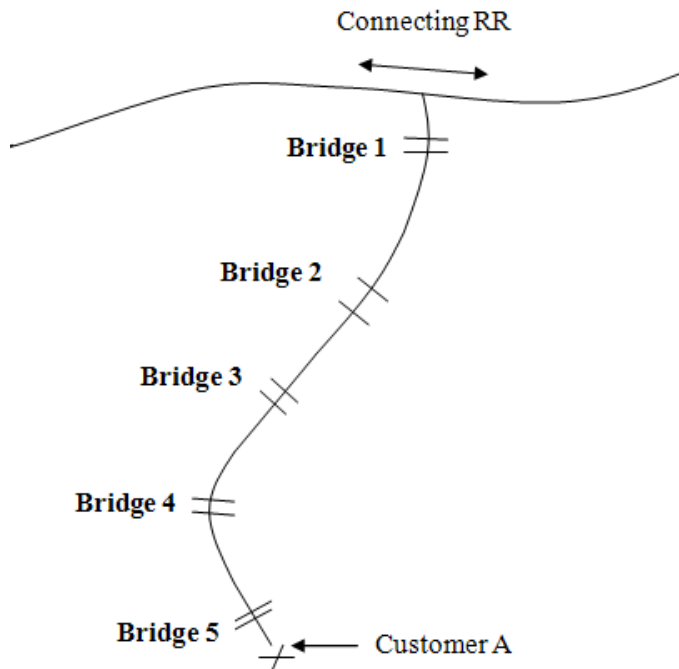 Connecting RR
Bridge 1
Bridge 2
Bridge 3
Bridge 4
Bridge 5
Customer A